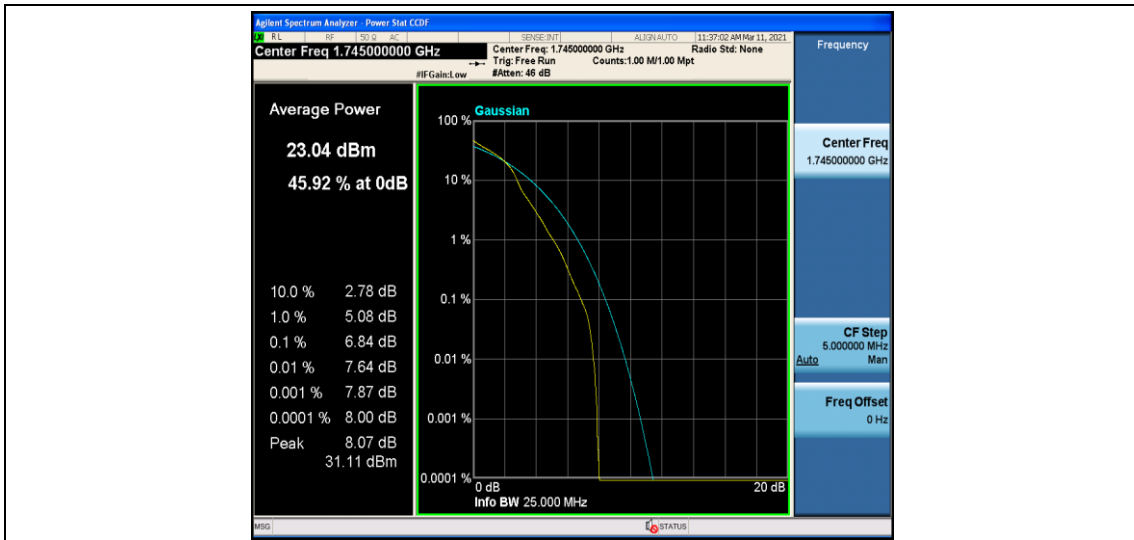 Agilent Spectrum Analyzer - Power Stat CCDF
LXI RL RF 50 Ω AC SENSE:INT ALIGN AUTO 11:37:02 AM Mar 11, 2021
Center Freq 1.745000000 GHz
Center Freq: 1.745000000 GHz Radio Std: None
Trig: Free Run Counts:1.00 M/1.00 Mpt
#IFGain:Low #Atten: 46 dB
Frequency
Average Power
23.04 dBm
45.92 % at 0dB
10.0 % 2.78 dB
1.0 % 5.08 dB
0.1 % 6.84 dB
0.01 % 7.64 dB
0.001 % 7.87 dB
0.0001 % 8.00 dB
Peak 8.07 dB
31.11 dBm
Gaussian
100 %
10 %
1 %
0.1 %
0.01 %
0.001 %
0.0001 %
0 dB 20 dB
Info BW 25.000 MHz
Center Freq
1.745000000 GHz
CF Step
5.000000 MHz
Auto Man
Freq Offset
0 Hz
MSG STATUS